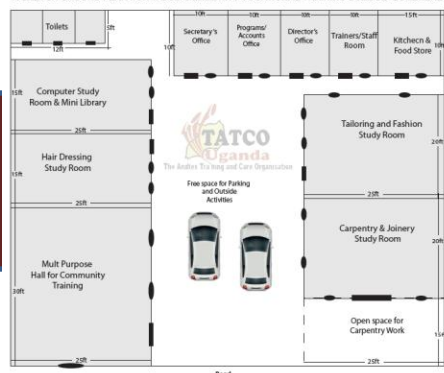 Toilets
5ft
12ft
10ft
10ft
10ft
10ft
15ft
Secretary's
Office
Programs/
Accounts
Office
Director's
Office
Trainers/Staff
Room
Kitchecn &
Food Store
10ft
10ft
15ft
Computer Study
Room & Mini Library
25ft
15ft
Hair Dressing
Study Room
25ft
30ft
Mult Purpose
Hall for Community
Training
25ft
TATCO
Uganda
The Andrles Training and Care Organisation
Free space for Parking
and Outside
Activities
Tailoring and Fashion
Study Room
20ft
25ft
Carpentry & Joinery
Study Room
20ft
Open space for
Carpentry Work
15ft
25ft